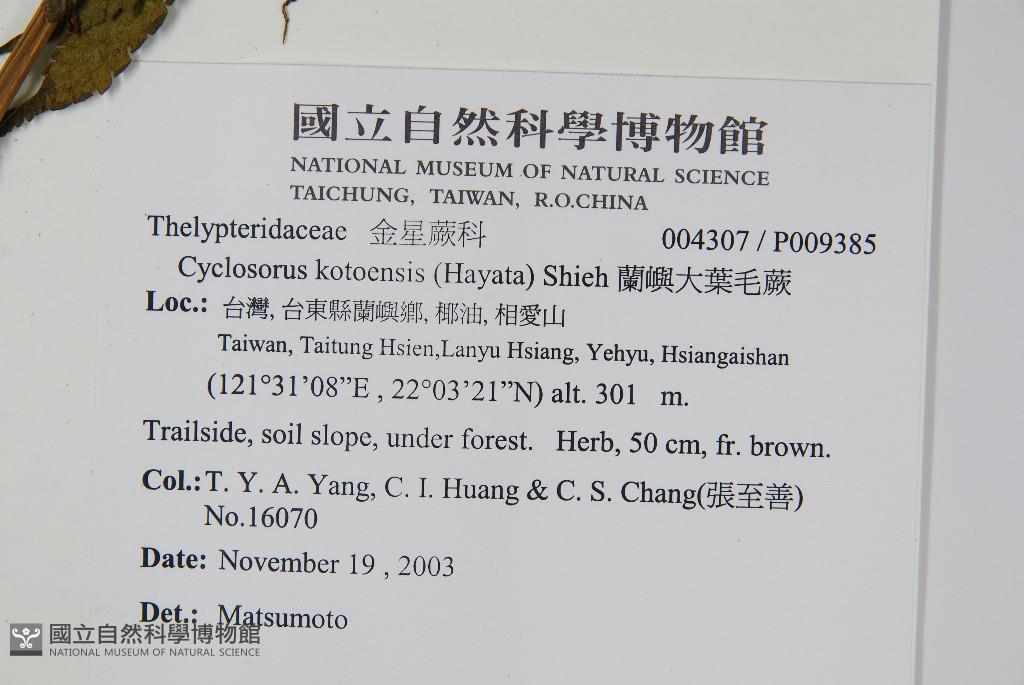 國立自然科學博物館
NATIONAL MUSEUM OF NATURAL SCIENCE
TAICHUNG, TAIWAN, R.O.CHINA
Thelypteridaceae 金星蕨科 004307 / P009385
Cyclosorus kotoensis (Hayata) Shieh 蘭嶼大葉毛蕨
Loc.: 台灣, 台東縣蘭嶼鄉, 椰油, 相愛山
Taiwan, Taitung Hsien,Lanyu Hsiang, Yehyu, Hsiangaishan
(121°31’08”E , 22°03’21”N) alt. 301 m.
Trailside, soil slope, under forest. Herb, 50 cm, fr. brown.
Col.:T. Y. A. Yang, C. I. Huang & C. S. Chang(張至善)
No.16070
Date: November 19 , 2003
Det.: Matsumoto
國立自然科學博物館
NATIONAL MUSEUM OF NATURAL SCIENCE